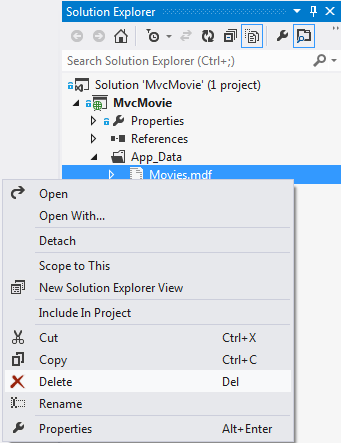 Solution Explorer
Search Solution Explorer (Ctrl+;)
Solution 'MvcMovie' (1 project)
MvcMovie
Properties
References
App_Data
Movies.mdf
Open
Open With...
Detach
Scope to This
New Solution Explorer View
Include In Project
Cut Ctrl+X
Copy Ctrl+C
Delete Del
Rename
Properties Alt+Enter